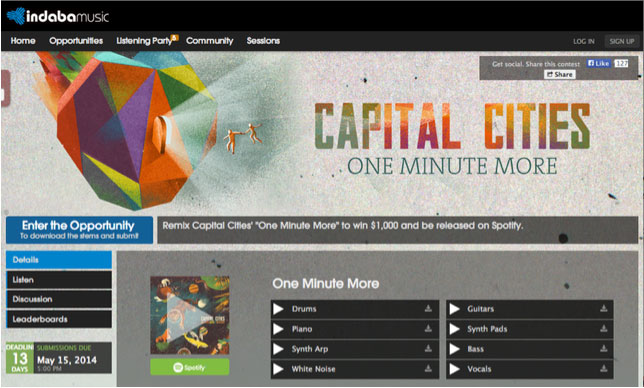 indabamusic
Home Opportunities Listening Party Community Sessions LOG IN SIGN UP
Get social. Share this contest Like 127
Share
CAPITAL CITIES
ONE MINUTE MORE
Enter the Opportunity
To download the stems and submit
Remix Capital Cities' "One Minute More" to win $1,000 and be released on Spotify.
Details
Listen
Discussion
Leaderboards
DEADLINE
13
DAYS
SUBMISSIONS DUE
May 15, 2014
5:00 PM
CAPITAL CITIES
Spotify
One Minute More
Drums
Piano
Synth Arp
White Noise
Guitars
Synth Pads
Bass
Vocals